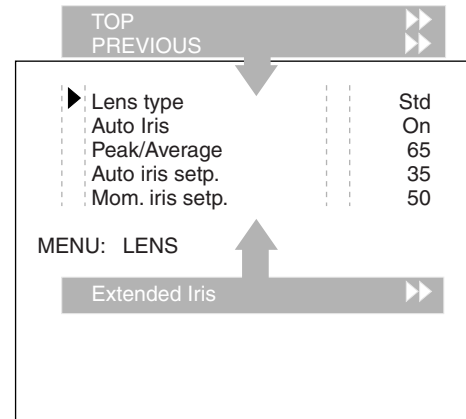 TOP
PREVIOUS
Lens type Std
Auto Iris On
Peak/Average 65
Auto iris setp. 35
Mom. iris setp. 50
MENU: LENS
Extended Iris